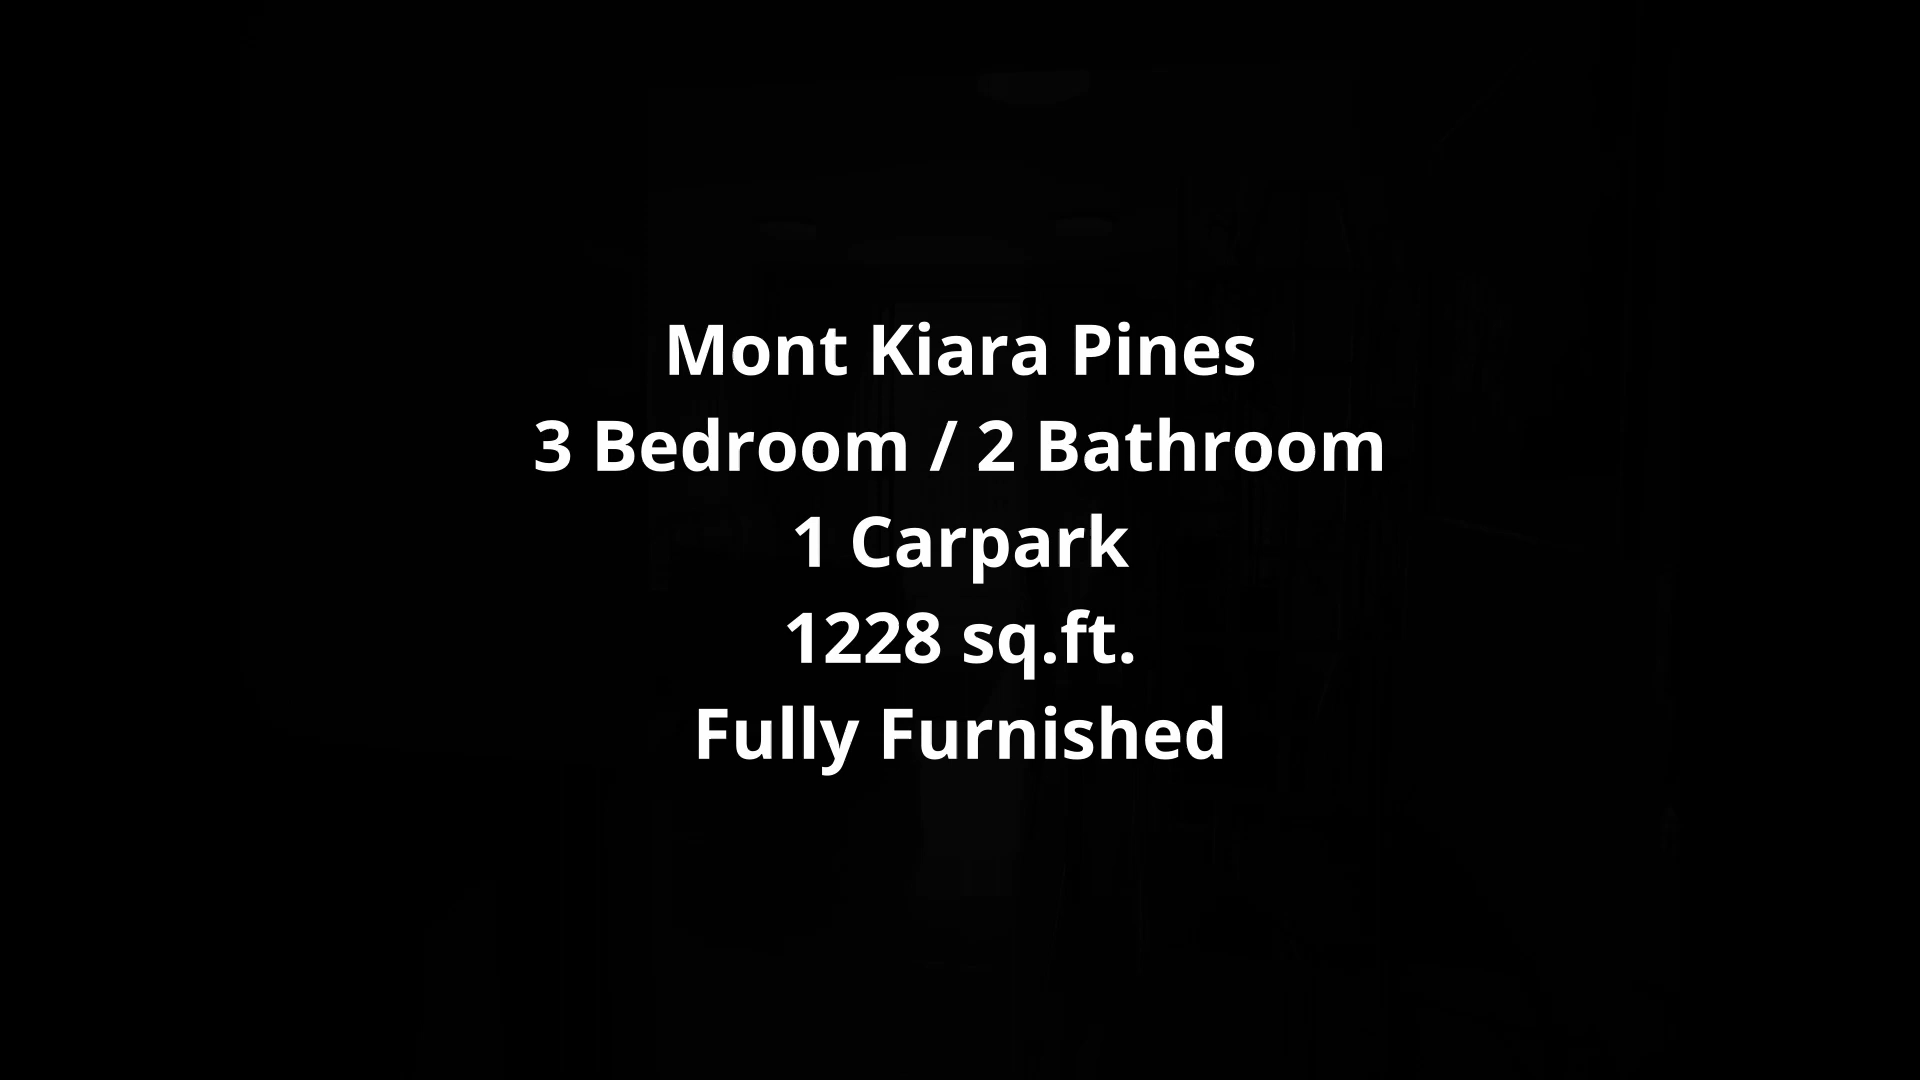 Mont Kiara Pines
3 Bedroom / 2 Bathroom
1 Carpark
1228 sq.ft.
Fully Furnished